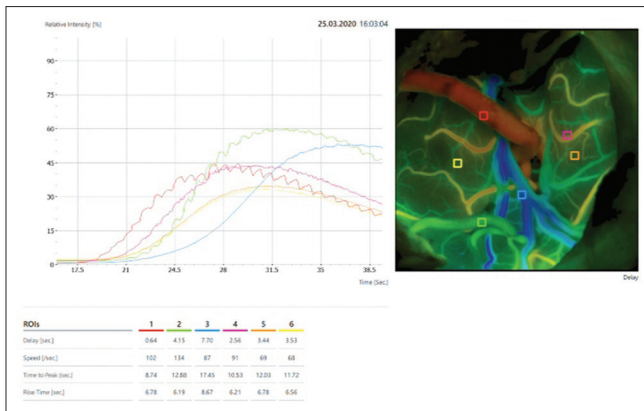 Relative Intensity [%]
25.03.2020 16:03:04
90
75
60
45
30
15
0
17.5 21 24.5 28 31.5 35 38.5
Time (Sec.)
Delay
ROIs 1 2 3 4 5 6
Delay [sec.] 0.64 4.15 7.70 2.56 3.44 3.53
Speed [/sec.] 102 134 87 91 69 68
Time to Peak [sec.] 8.74 12.88 17.45 10.53 12.03 11.72
Rise Time [sec.] 6.78 6.19 8.67 6.21 6.78 6.56